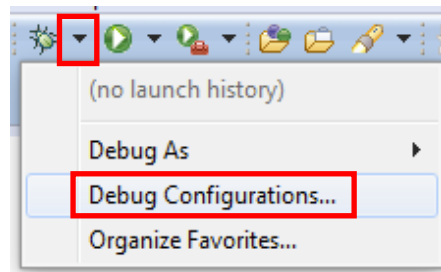 (no launch history)
Debug As
Debug Configurations...
Organize Favorites...